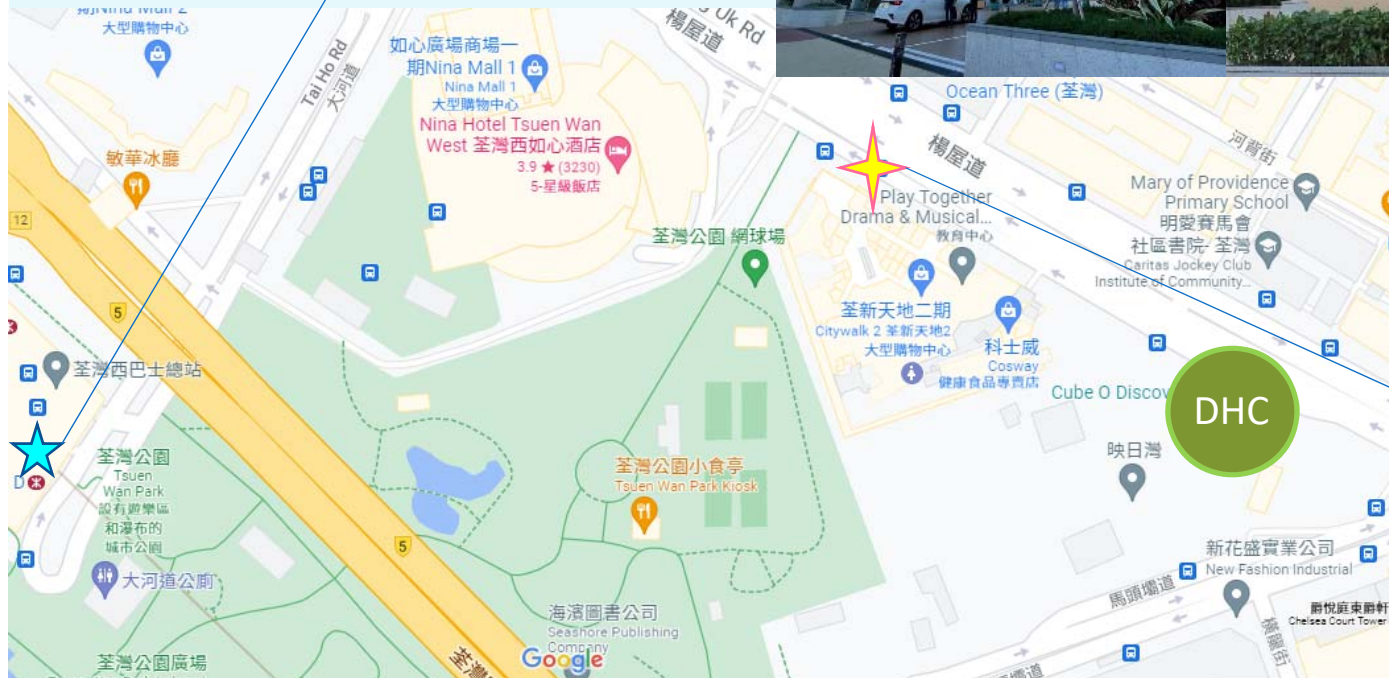 期Nina Mall 2
大型購物中心
Tai Ho Rd
大河道
如心廣場商場一
期Nina Mall 1
Nina Mall 1
大型購物中心
Nina Hotel Tsuen Wan
West 荃灣西如心酒店
3.9 ★ (3230)
5-星級飯店
Uk Rd
楊屋道
Ocean Three (荃灣)
楊屋道
河背街
敏華冰廳
12
5
荃灣公園 網球場
Play Together
Drama & Musical...
教育中心
Mary of Providence
Primary School
明愛賽馬會
社區書院- 荃灣
Caritas Jockey Club
Institute of Community...
荃新天地二期
Citywalk 2 荃新天地2
大型購物中心
科士威
Cosway
健康食品專賣店
Cube O Discov
DHC
荃灣西巴士總站
D
荃灣公園
Tsuen
Wan Park
設有遊樂區
和瀑布的
城市公園
荃灣公園小食亭
Tsuen Wan Park Kiosk
映日灣
5
大河道公廁
新花盛實業公司
New Fashion Industrial
馬頭壩道
爵悅庭東爵軒
Chelsea Court Tower
橫龍街
海濱圖書公司
Seashore Publishing
Company
Google
荃灣公園廣場